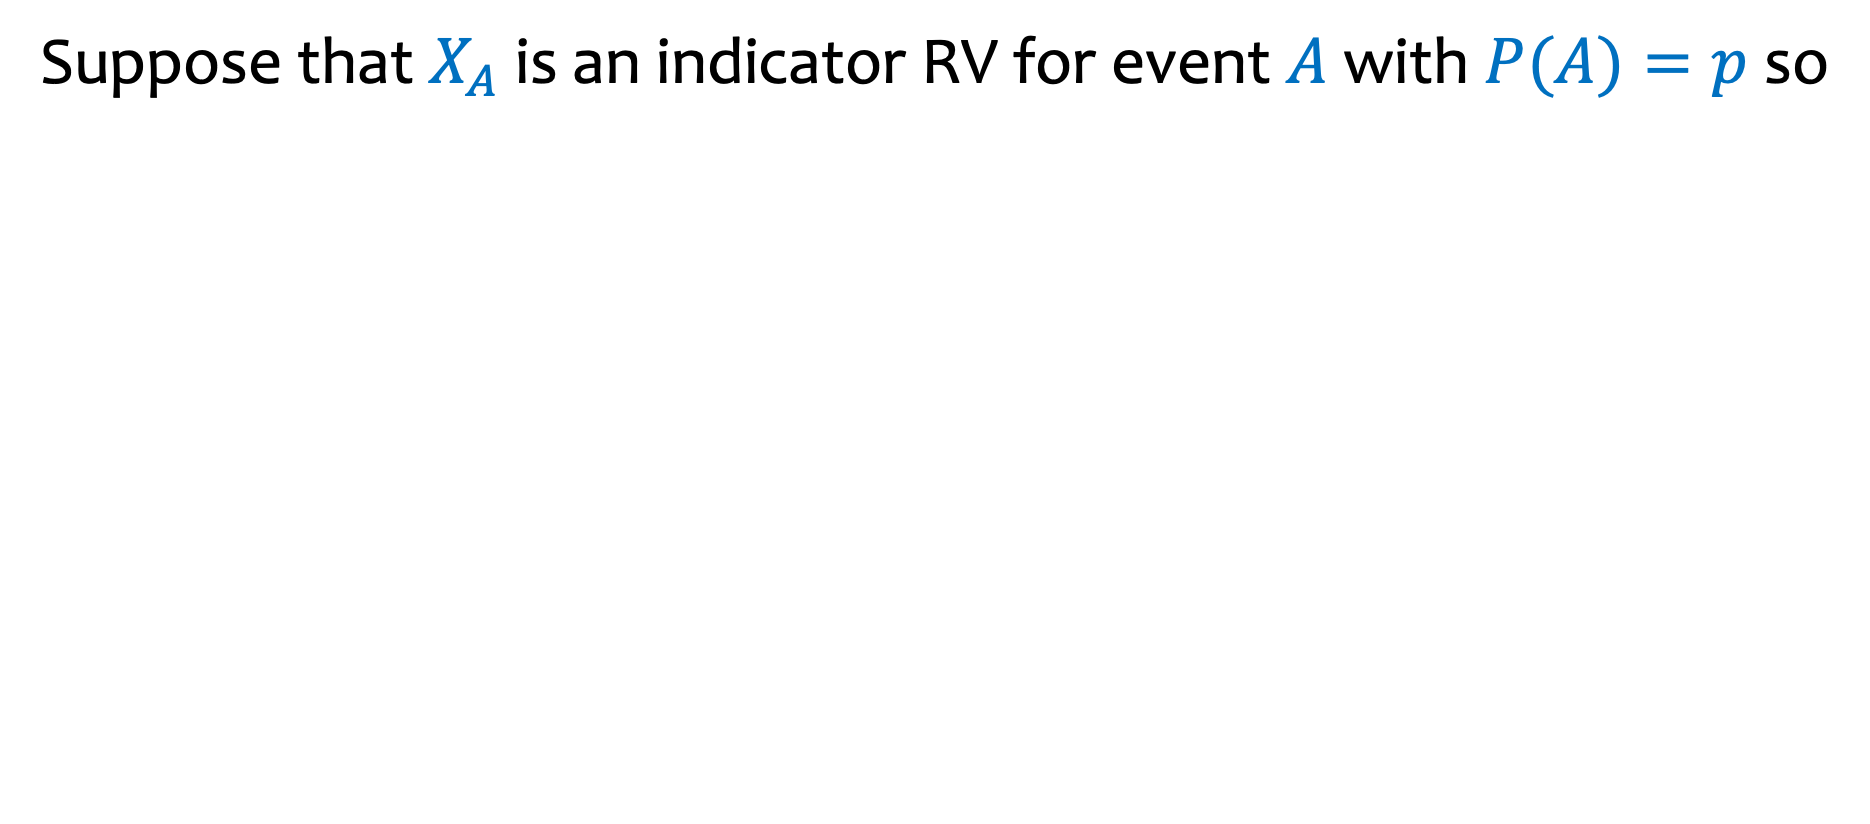 Suppose that X_A is an indicator RV for event A with P(A) = p so